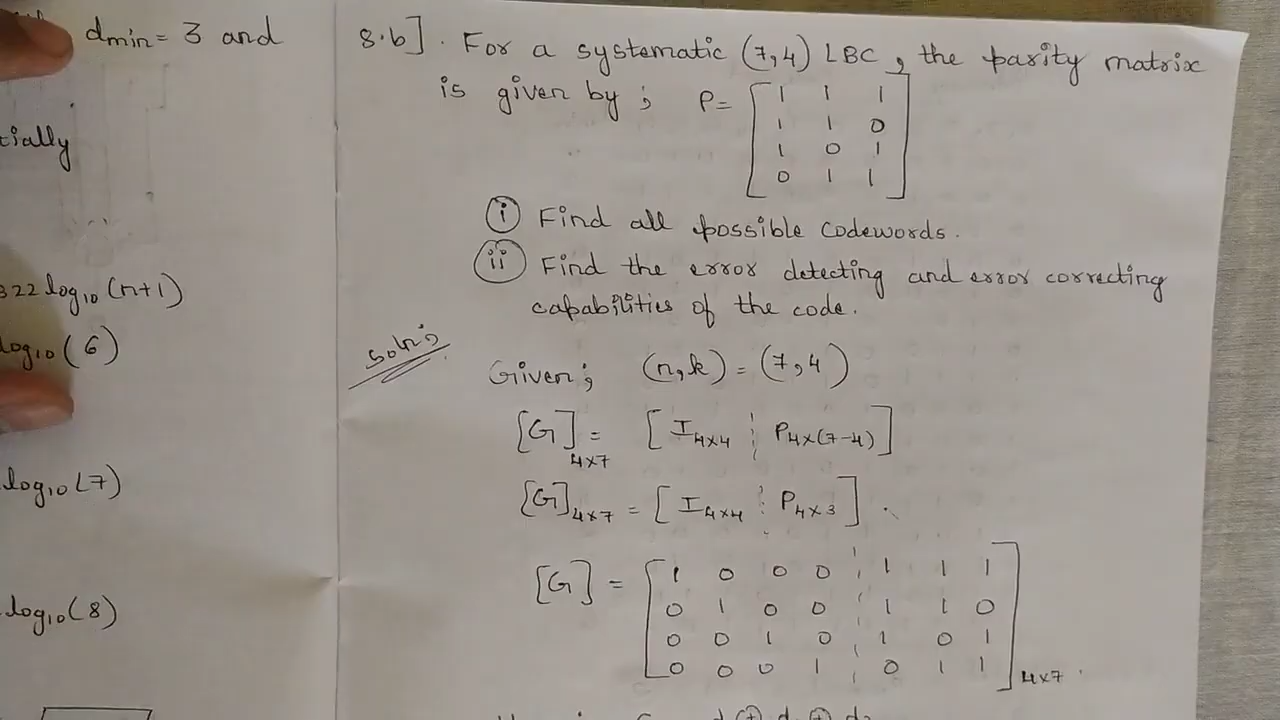 dmin = 3 and
tially
322 log10 (n+1)
log10 (6)
log10 (7)
log10 (8)
8.b]. For a systematic (7,4) LBC, the parity matrix
is given by; P= [ 1 1 1
1 1 0
1 0 1
0 1 1 ]
(i) Find all possible codewords.
(ii) Find the error detecting and error correcting
capabilities of the code.
Soln;
Given; (n,k) = (7,4)
[G]4x7 = [ I4x4 ⋮ P4x(7-4) ]
[G]4x7 = [ I4x4 ⋮ P4x3 ].
[G] = [ 1 0 0 0 ⋮ 1 1 1
0 1 0 0 ⋮ 1 1 0
0 0 1 0 ⋮ 1 0 1
0 0 0 1 ⋮ 0 1 1 ]4x7.